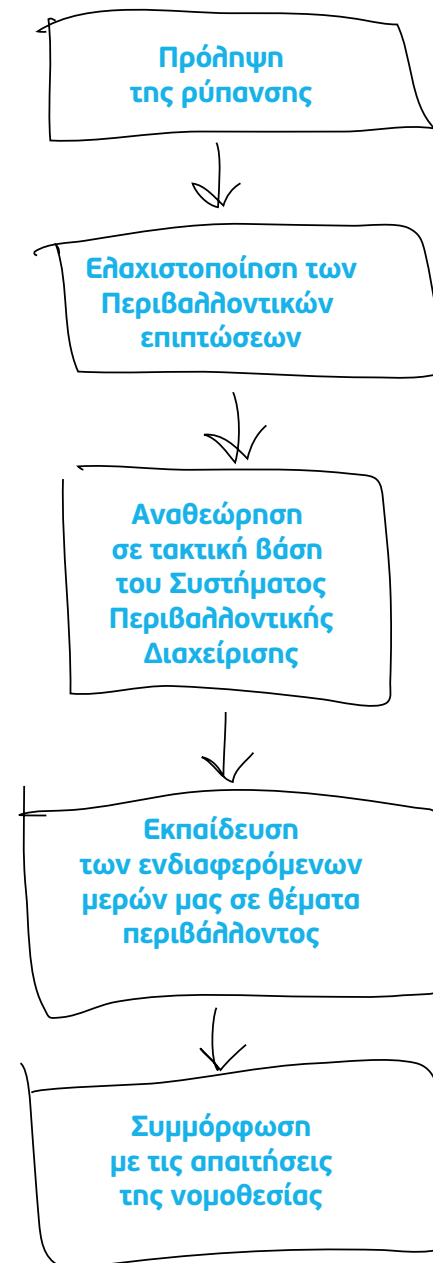 Πρόληψη
της ρύπανσης
Ελαχιστοποίηση των
Περιβαλλοντικών
επιπτώσεων
Αναθεώρηση
σε τακτική βάση
του Συστήματος
Περιβαλλοντικής
Διαχείρισης
Εκπαίδευση
των ενδιαφερόμενων
μερών μας σε θέματα
περιβάλλοντος
Συμμόρφωση
με τις απαιτήσεις
της νομοθεσίας